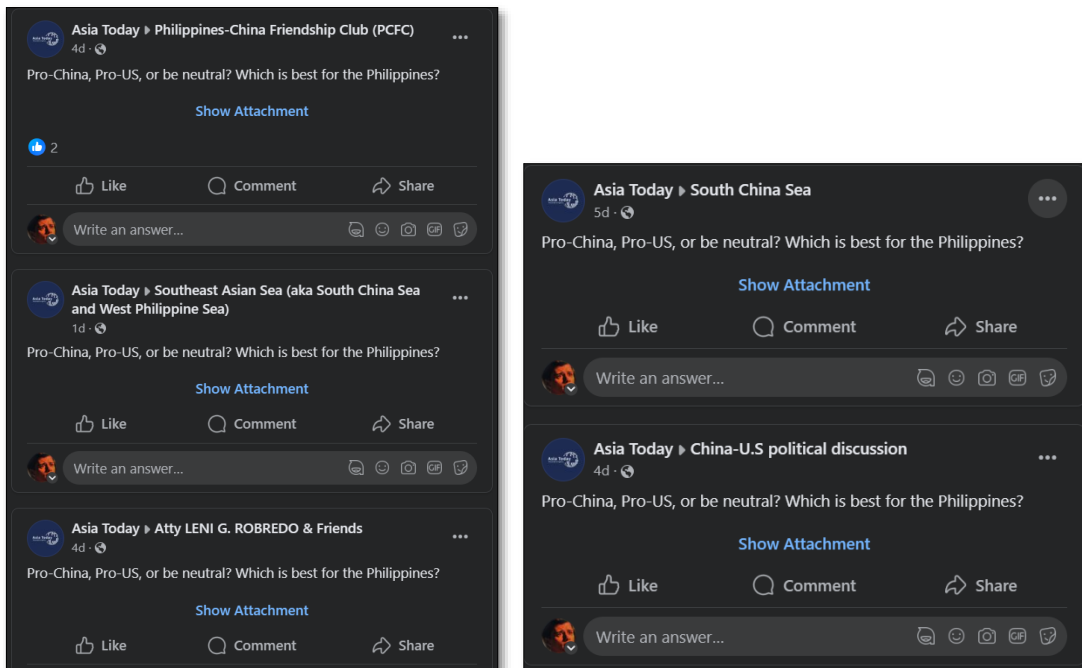 Asia Today ▸ Philippines-China Friendship Club (PCFC)
4d ·
Pro-China, Pro-US, or be neutral? Which is best for the Philippines?
Show Attachment
2
Like Comment Share
Write an answer... GIF
Asia Today ▸ Southeast Asian Sea (aka South China Sea
and West Philippine Sea)
1d ·
Pro-China, Pro-US, or be neutral? Which is best for the Philippines?
Show Attachment
Like Comment Share
Write an answer... GIF
Asia Today ▸ Atty LENI G. ROBREDO & Friends
4d ·
Pro-China, Pro-US, or be neutral? Which is best for the Philippines?
Show Attachment
Like Comment Share
Asia Today ▸ South China Sea
5d ·
Pro-China, Pro-US, or be neutral? Which is best for the Philippines?
Show Attachment
Like Comment Share
Write an answer... GIF
Asia Today ▸ China-U.S political discussion
4d ·
Pro-China, Pro-US, or be neutral? Which is best for the Philippines?
Show Attachment
Like Comment Share
Write an answer... GIF